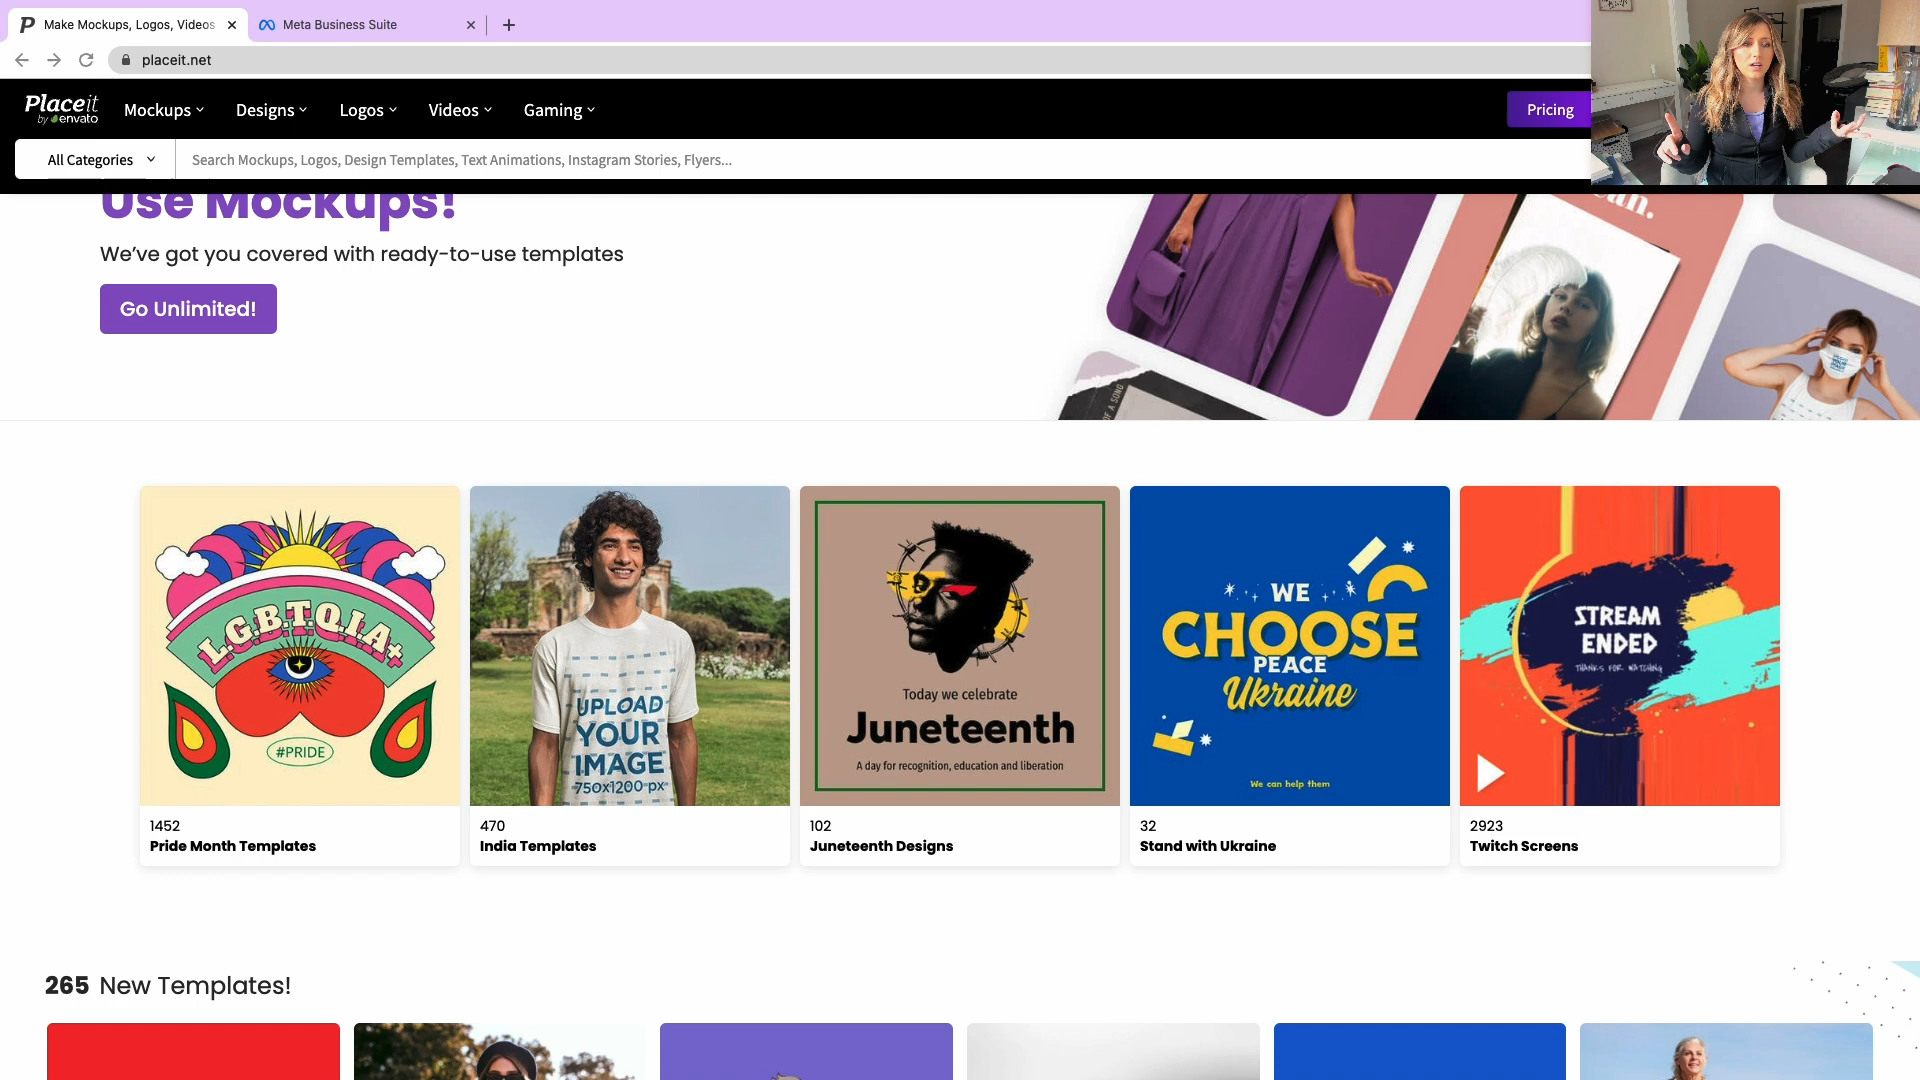 Make Mockups, Logos, Videos
Meta Business Suite
placeit.net
Placeit
by envato
Mockups
Designs
Logos
Videos
Gaming
Pricing
All Categories
Search Mockups, Logos, Design Templates, Text Animations, Instagram Stories, Flyers...
Use Mockups!
We've got you covered with ready-to-use templates
Go Unlimited!
OF A SONG
L.G.B.T.Q.I.A+
#PRIDE
UPLOAD
YOUR
IMAGE
750x1200 px
Today we celebrate
Juneteenth
A day for recognition, education and liberation
WE
CHOOSE
PEACE
Ukraine
We can help them
STREAM
ENDED
THANKS FOR WATCHING
1452
Pride Month Templates
470
India Templates
102
Juneteenth Designs
32
Stand with Ukraine
2923
Twitch Screens
265 New Templates!